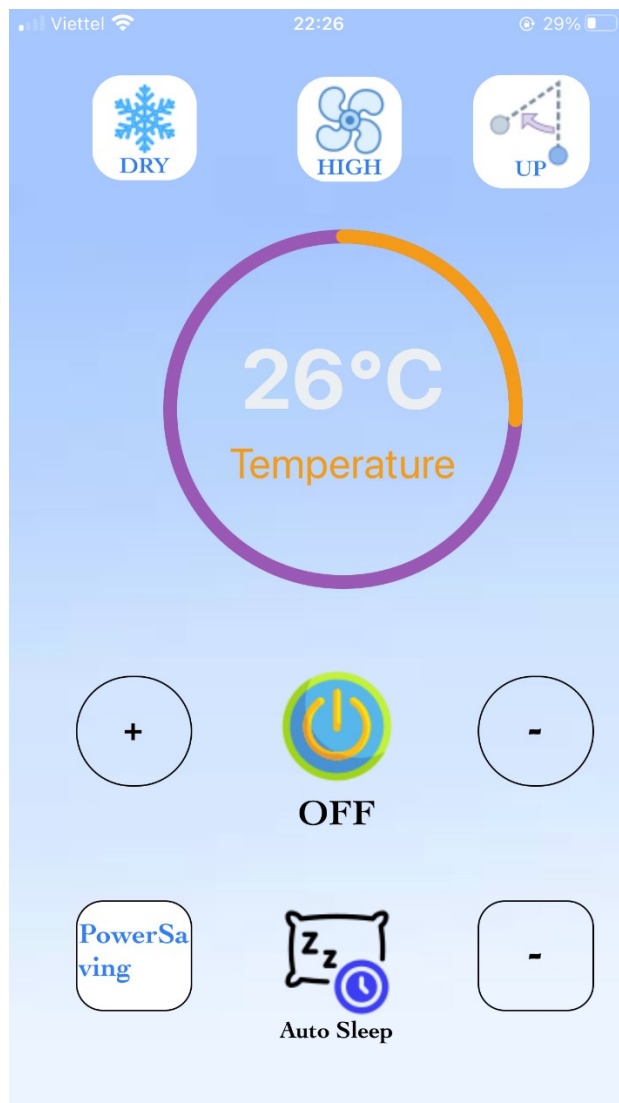 Viettel 22:26 29%
DRY HIGH UP
26°C
Temperature
+ -
OFF
PowerSa
ving
-
z z
Auto Sleep